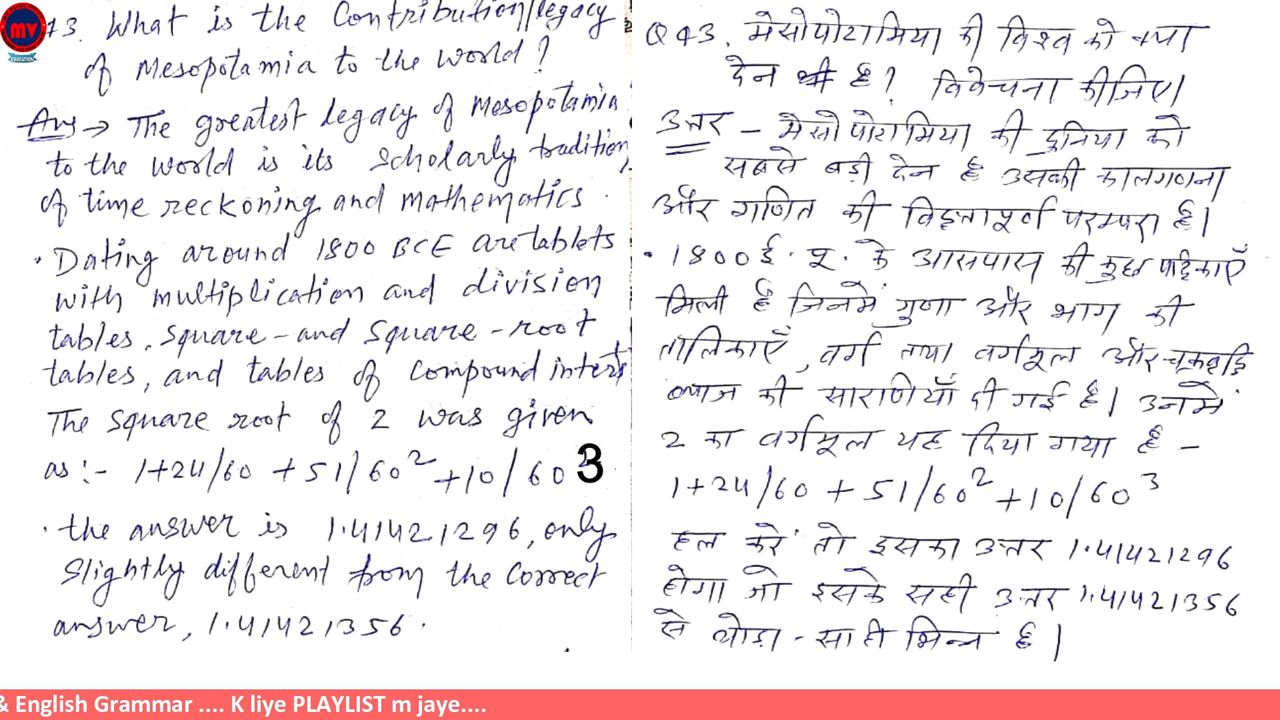 mv
EDUCATION
73. What is the Contribution/legacy
of Mesopotamia to the world?
Ans → The greatest legacy of Mesopotamia
to the world is its scholarly tradition
of time reckoning and mathematics.
• Dating around 1800 BCE are tablets
with multiplication and division
tables, square-and square-root
tables, and tables of compound
The square root of 2 was given
as:- 1+24/60 +51/60² +10/60 3
• the answer is 1.41421296, only
slightly different from the correct
answer, 1.41421356.
Q 43. मेसोपोटामिया की विश्व को क्या
देन है? विवेचना कीजिए।
उत्तर - मेसोपोटामिया की दुनिया को
सबसे बड़ी देन है उसकी कालगणना
और गणित की विद्वत्तापूर्ण परम्परा है।
• 1800 ई. पू. के आसपास की कुछ पट्टिकाएँ
मिली हैं जिनमें गुणा और भाग की
तालिकाएँ, वर्ग तथा वर्गमूल और चक्रवृद्धि
ब्याज की सारणियाँ दी गई हैं। उनमें
2 का वर्गमूल यह दिया गया है -
1+24/60 + 51/60² +10/60³
हल करें तो इसका उत्तर 1.41421296
होगा जो इसके सही उत्तर 1.41421356
से थोड़ा-सा ही भिन्न है।
& English Grammar .... K liye PLAYLIST m jaye....